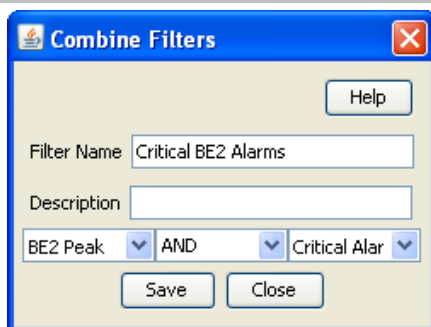 Combine Filters
Help
Filter Name Critical BE2 Alarms
Description
BE2 Peak AND Critical Alar
Save Close